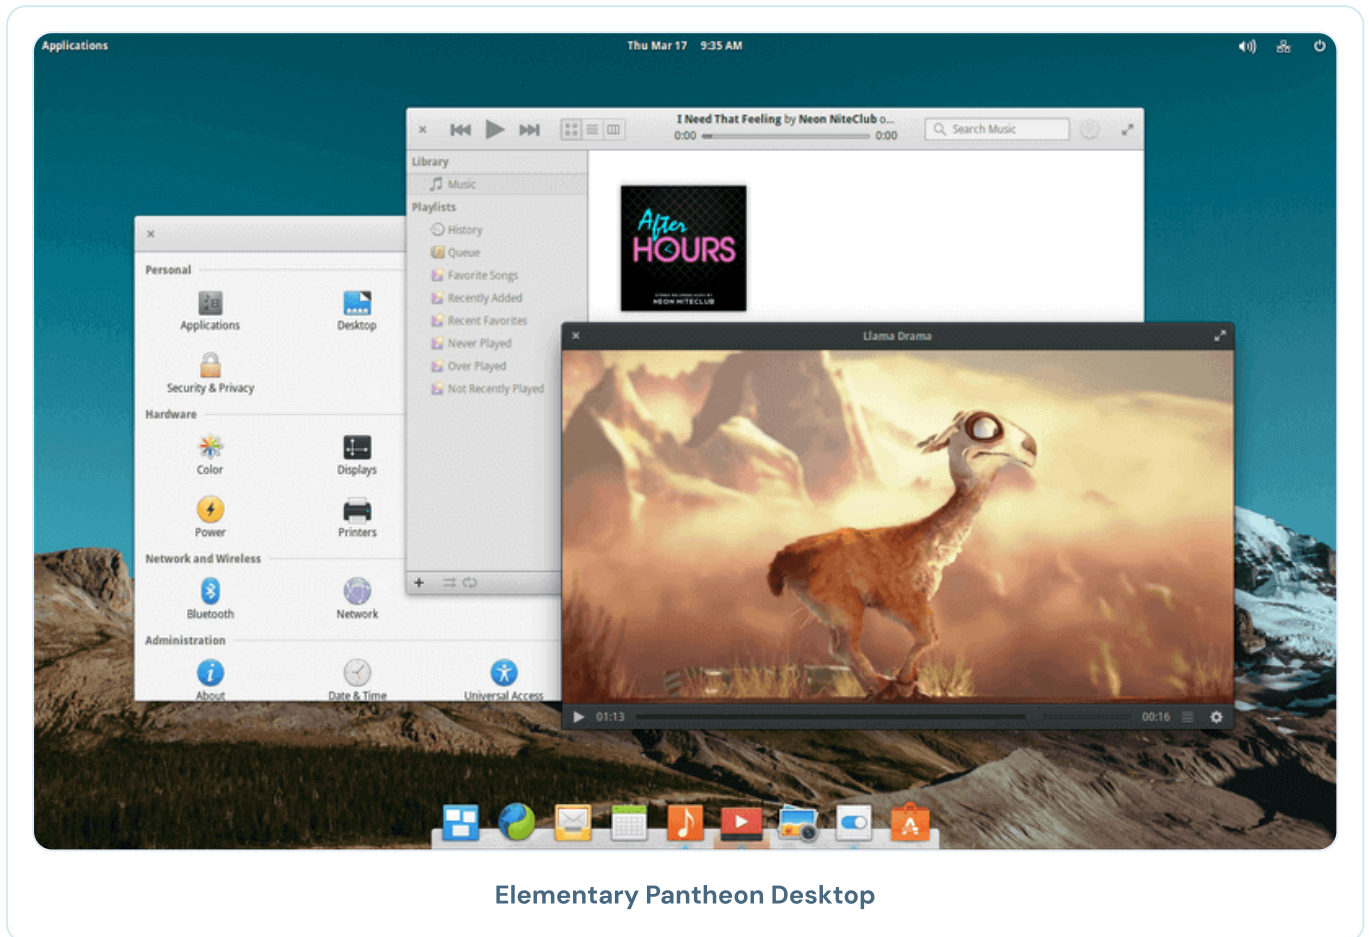 Applications
Thu Mar 17 9:35 AM
I Need That Feeling by Neon NiteClub o...
0:00
0:00
Search Music
Library
Music
Playlists
History
Queue
Favorite Songs
Recently Added
Recent Favorites
Never Played
Over Played
Not Recently Played
After
HOURS
NEON NITECLUB
Personal
Applications
Desktop
Security & Privacy
Hardware
Color
Displays
Power
Printers
Network and Wireless
Bluetooth
Network
Administration
About
Date & Time
Universal Access
Llama Drama
01:13
00:16
Elementary Pantheon Desktop